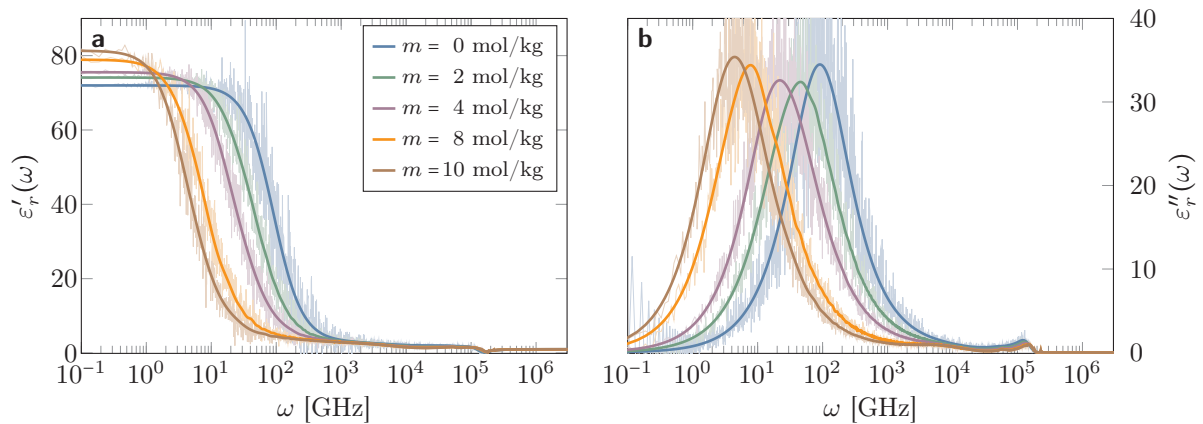 a
80
60
40
20
0
ε′r(ω)
m = 0 mol/kg
m = 2 mol/kg
m = 4 mol/kg
m = 8 mol/kg
m = 10 mol/kg
10⁻¹ 10⁰ 10¹ 10² 10³ 10⁴ 10⁵ 10⁶
ω [GHz]
b
40
30
20
10
0
ε″r(ω)
10⁻¹ 10⁰ 10¹ 10² 10³ 10⁴ 10⁵ 10⁶
ω [GHz]